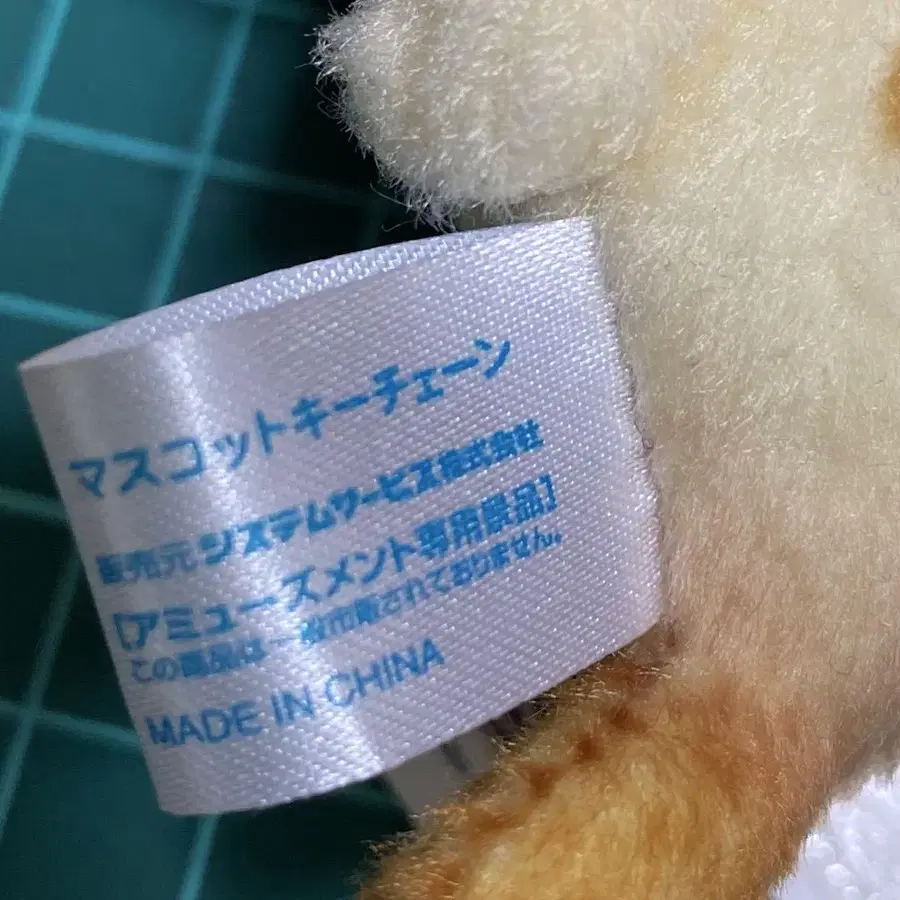 マスコットキーチェーン
販売元 システムサービス株式会社
【アミューズメント専用景品】
この商品は一般市販されておりません。
MADE IN CHINA